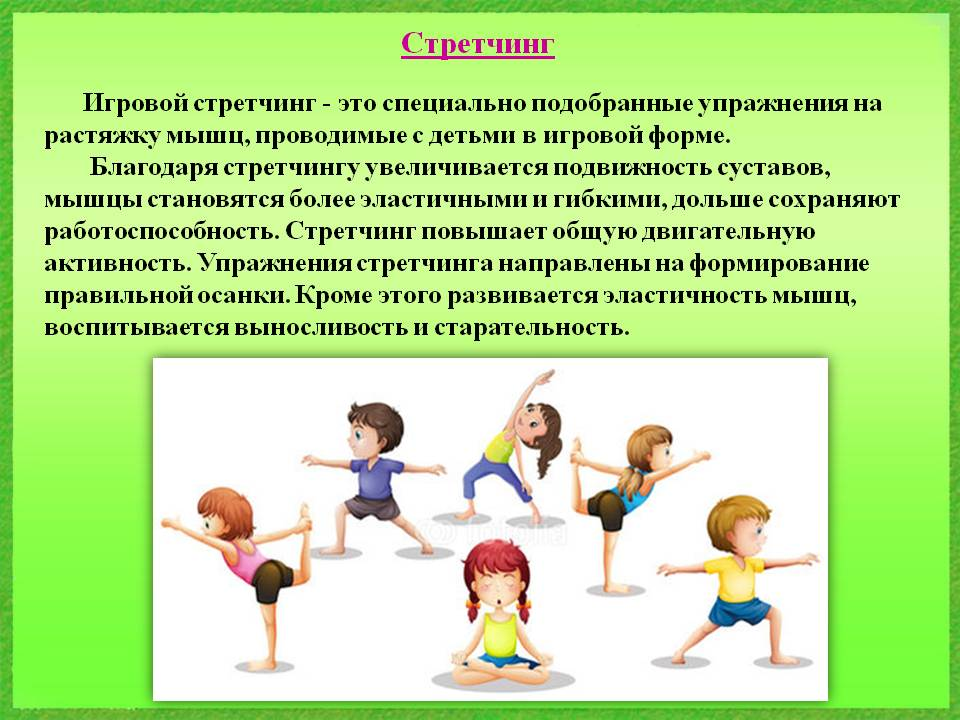 Стретчинг
Игровой стретчинг - это специально подобранные упражнения на
растяжку мышц, проводимые с детьми в игровой форме.
Благодаря стретчингу увеличивается подвижность суставов,
мышцы становятся более эластичными и гибкими, дольше сохраняют
работоспособность. Стретчинг повышает общую двигательную
активность. Упражнения стретчинга направлены на формирование
правильной осанки. Кроме этого развивается эластичность мышц,
воспитывается выносливость и старательность.
fotolia